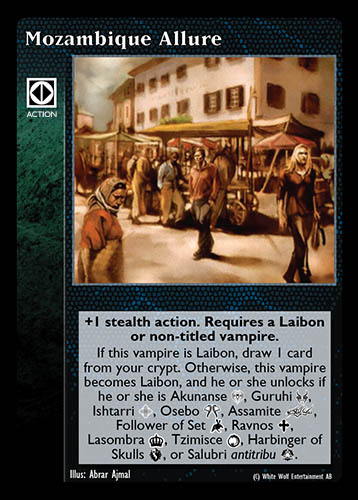 Mozambique Allure
ACTION
+1 stealth action. Requires a Laibon
or non-titled vampire.
If this vampire is Laibon, draw 1 card
from your crypt. Otherwise, this vampire
becomes Laibon, and he or she unlocks if
he or she is Akunanse , Guruhi ,
Ishtarri , Osebo , Assamite ,
Follower of Set , Ravnos ,
Lasombra , Tzimisce , Harbinger of
Skulls , or Salubri antitribu .
Illus: Abrar Ajmal
(C) White Wolf Entertainment AB